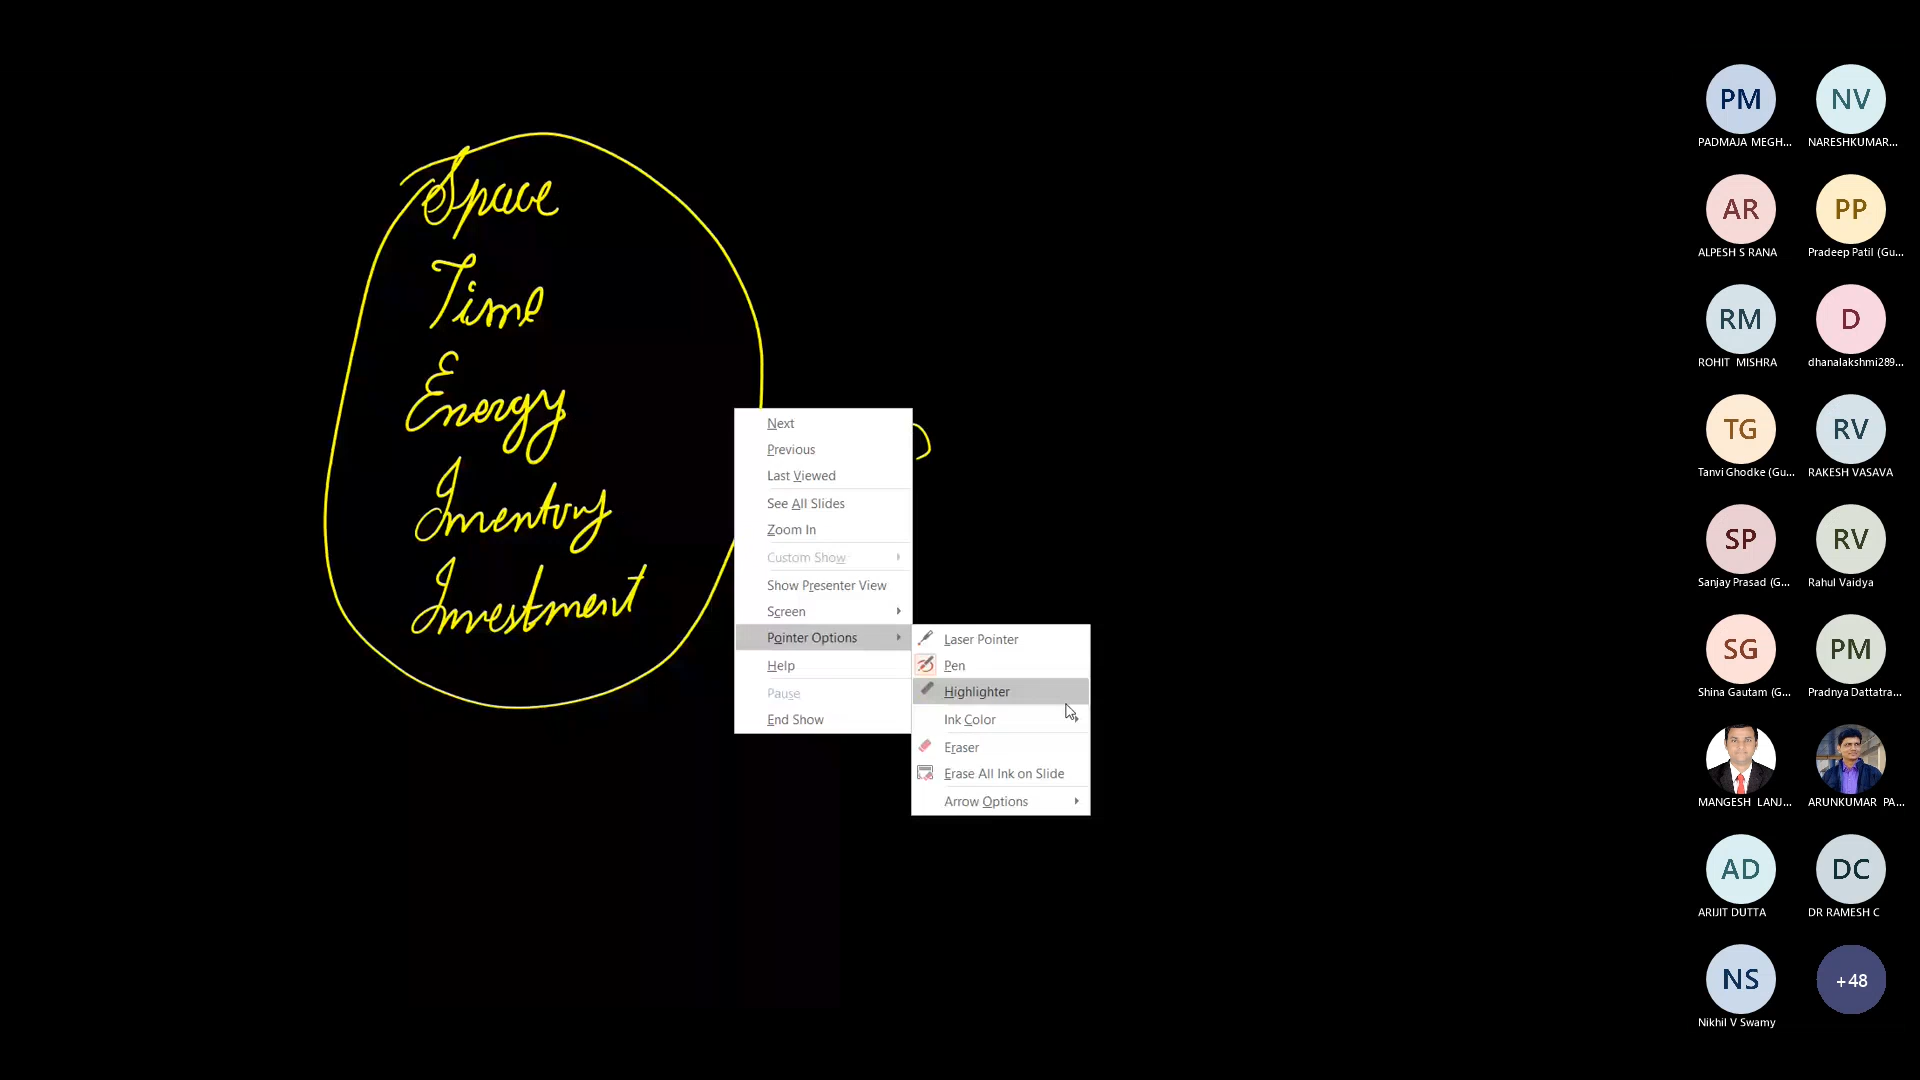 Space
Time
Energy
Inventory
Investment
Next
Previous
Last Viewed
See All Slides
Zoom In
Custom Show
Show Presenter View
Screen
Pointer Options
Help
Pause
End Show
Laser Pointer
Pen
Highlighter
Ink Color
Eraser
Erase All Ink on Slide
Arrow Options
PM NV
PADMAJA MEGH... NARESHKUMAR...
AR PP
ALPESH S RANA Pradeep Patil (Gu...
RM D
ROHIT MISHRA dhanalakshmi289...
TG RV
Tanvi Ghodke (Gu... RAKESH VASAVA
SP RV
Sanjay Prasad (G... Rahul Vaidya
SG PM
Shina Gautam (G... Pradnya Dattatra...
MANGESH LANJ... ARUNKUMAR PA...
AD DC
ARIJIT DUTTA DR RAMESH C
NS +48
Nikhil V Swamy